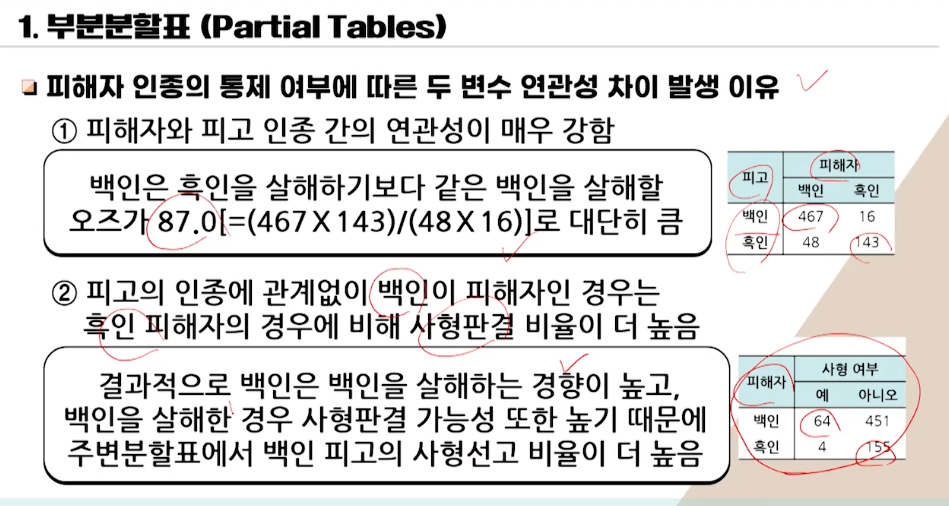 1. 부분분할표 (Partial Tables)
피해자 인종의 통제 여부에 따른 두 변수 연관성 차이 발생 이유
① 피해자와 피고 인종 간의 연관성이 매우 강함
백인은 흑인을 살해하기보다 같은 백인을 살해할
오즈가 87.0[=(467X143)/(48X16)]로 대단히 큼
피고 피해자
백인 흑인
백인 467 16
흑인 48 143
② 피고의 인종에 관계없이 백인이 피해자인 경우는
흑인 피해자의 경우에 비해 사형판결 비율이 더 높음
결과적으로 백인은 백인을 살해하는 경향이 높고,
백인을 살해한 경우 사형판결 가능성 또한 높기 때문에
주변분할표에서 백인 피고의 사형선고 비율이 더 높음
피해자 사형 여부
예 아니오
백인 64 451
흑인 4 155